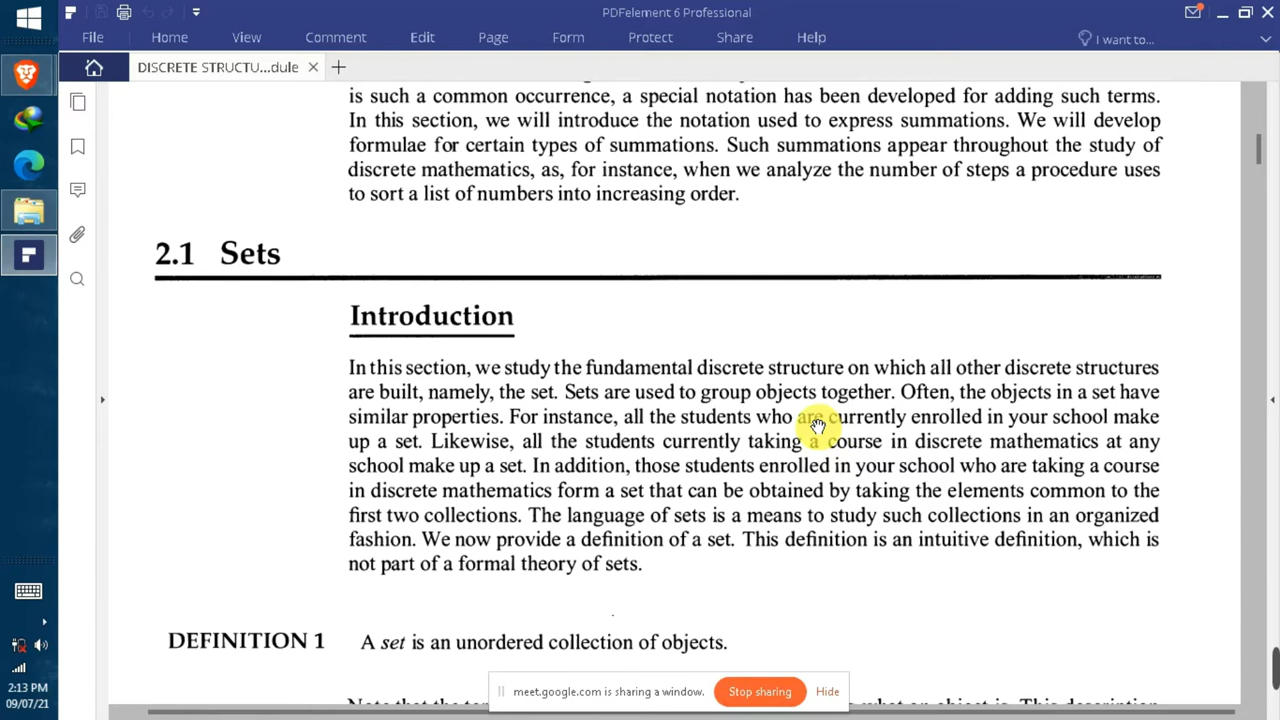 PDFelement 6 Professional
File Home View Comment Edit Page Form Protect Share Help I want to...
DISCRETE STRUCTU...dule
is such a common occurrence, a special notation has been developed for adding such terms.
In this section, we will introduce the notation used to express summations. We will develop
formulae for certain types of summations. Such summations appear throughout the study of
discrete mathematics, as, for instance, when we analyze the number of steps a procedure uses
to sort a list of numbers into increasing order.
2.1 Sets
Introduction
In this section, we study the fundamental discrete structure on which all other discrete structures
are built, namely, the set. Sets are used to group objects together. Often, the objects in a set have
similar properties. For instance, all the students who are currently enrolled in your school make
up a set. Likewise, all the students currently taking a course in discrete mathematics at any
school make up a set. In addition, those students enrolled in your school who are taking a course
in discrete mathematics form a set that can be obtained by taking the elements common to the
first two collections. The language of sets is a means to study such collections in an organized
fashion. We now provide a definition of a set. This definition is an intuitive definition, which is
not part of a formal theory of sets.
DEFINITION 1 A set is an unordered collection of objects.
meet.google.com is sharing a window. Stop sharing Hide
2:13 PM
09/07/21